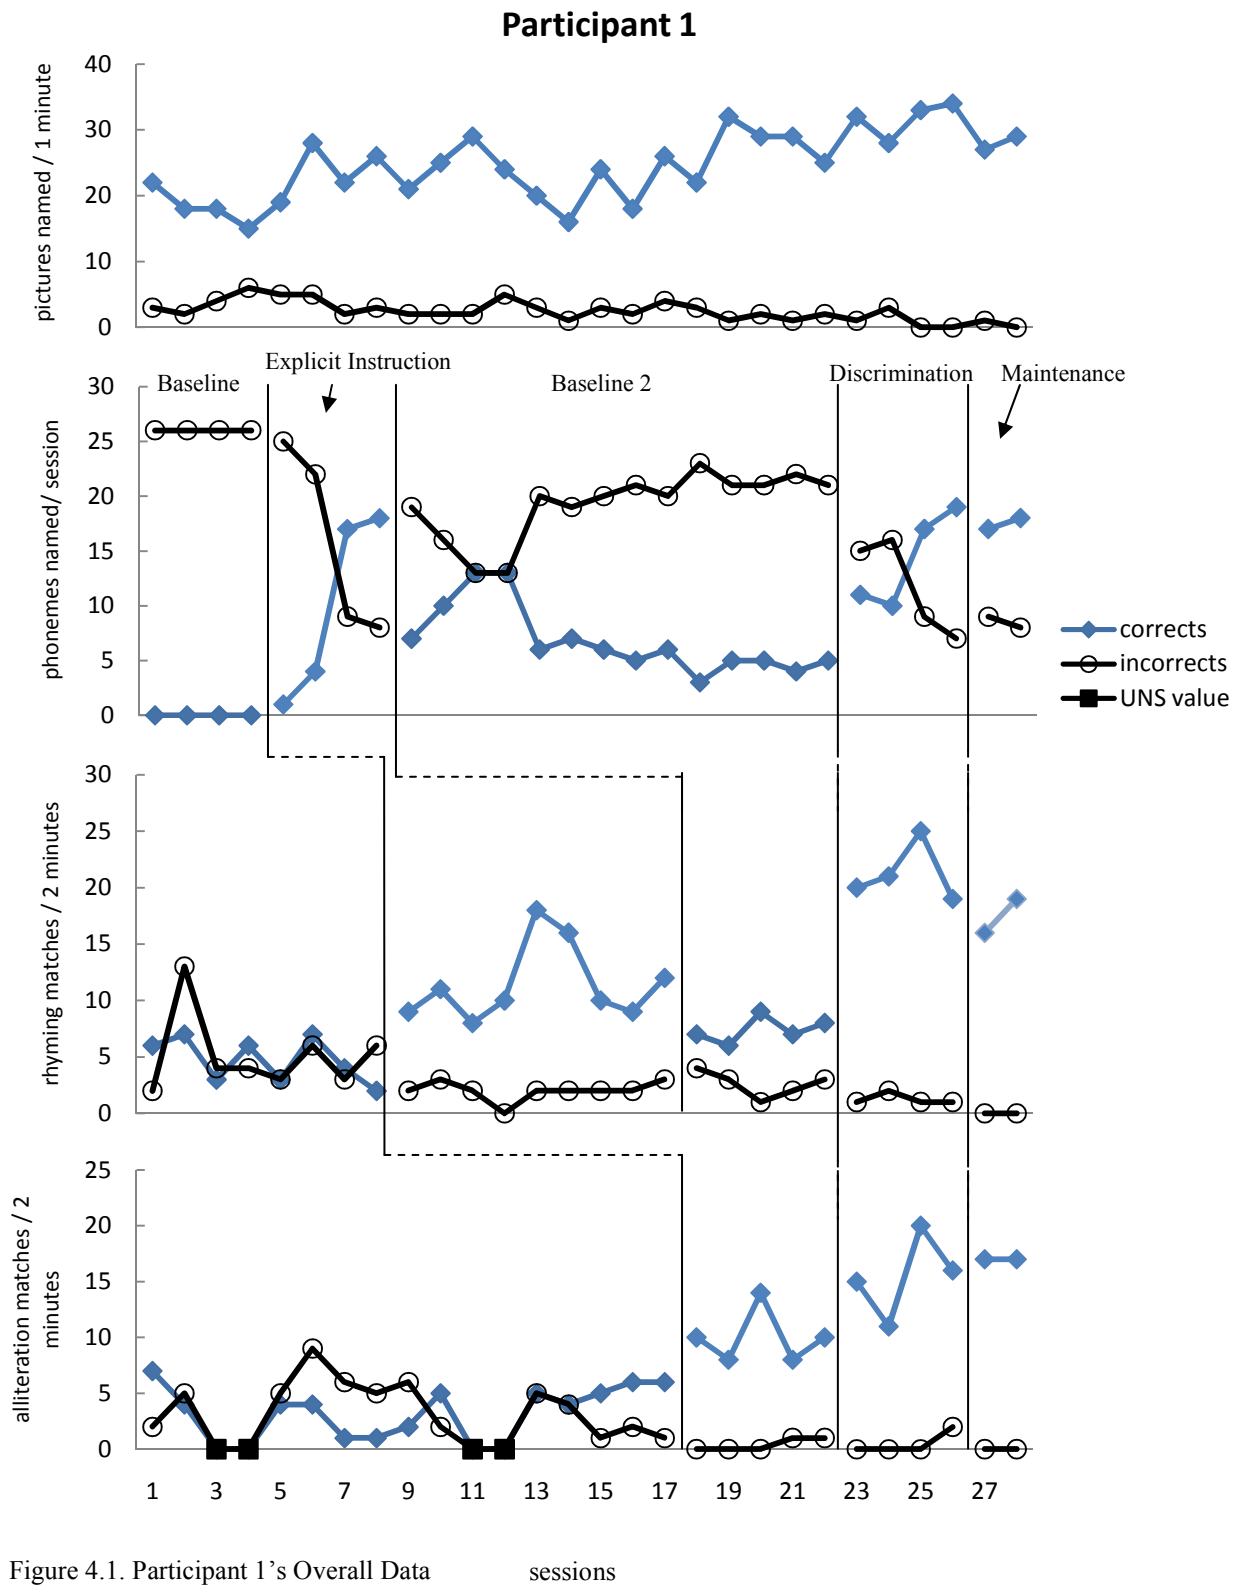 Participant 1
pictures named / 1 minute
40
30
20
10
0
Baseline
Explicit Instruction
Baseline 2
Discrimination
Maintenance
phonemes named/ session
30
25
20
15
10
5
0
corrects
incorrects
UNS value
rhyming matches / 2 minutes
30
25
20
15
10
5
0
alliteration matches / 2
minutes
25
20
15
10
5
0
1 3 5 7 9 11 13 15 17 19 21 23 25 27
Figure 4.1. Participant 1's Overall Data sessions